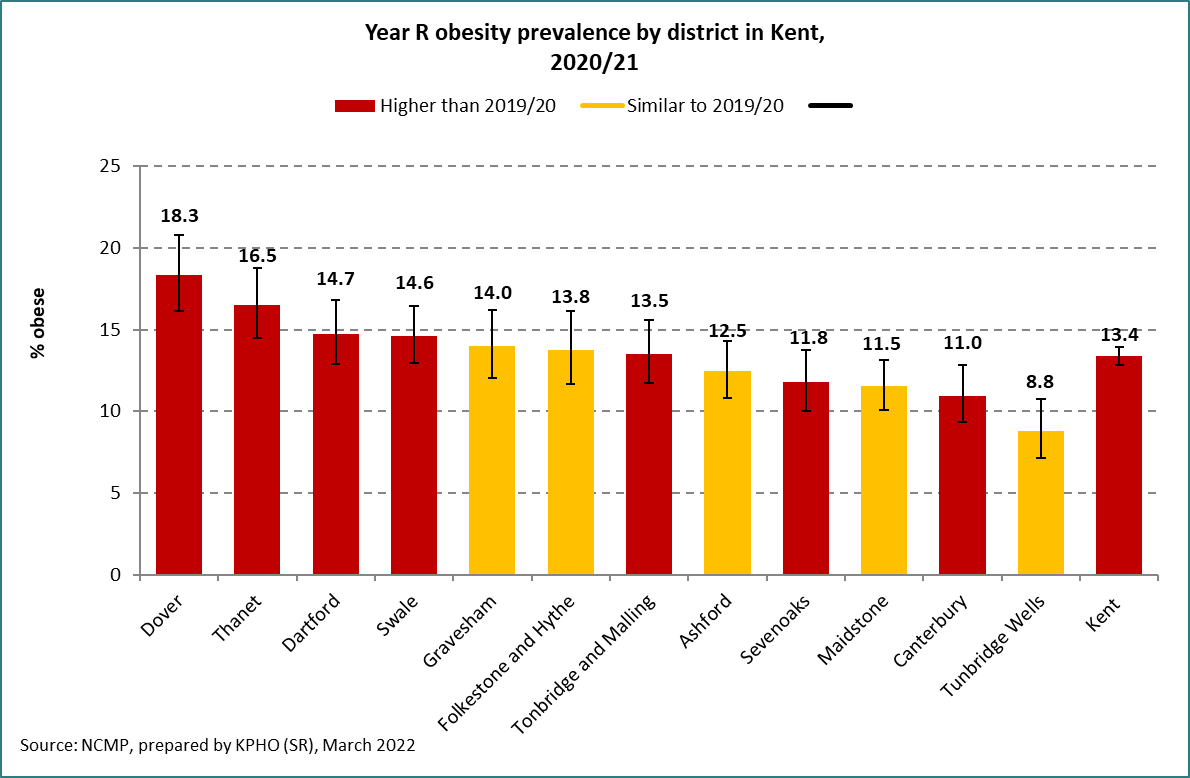 Year R obesity prevalence by district in Kent,
2020/21
Higher than 2019/20 Similar to 2019/20
25
20
15
10
5
0
% obese
18.3
16.5
14.7
14.6
14.0
13.8
13.5
12.5
11.8
11.5
11.0
8.8
13.4
Dover
Thanet
Dartford
Swale
Gravesham
Folkestone and Hythe
Tonbridge and Malling
Ashford
Sevenoaks
Maidstone
Canterbury
Tunbridge Wells
Kent
Source: NCMP, prepared by KPHO (SR), March 2022